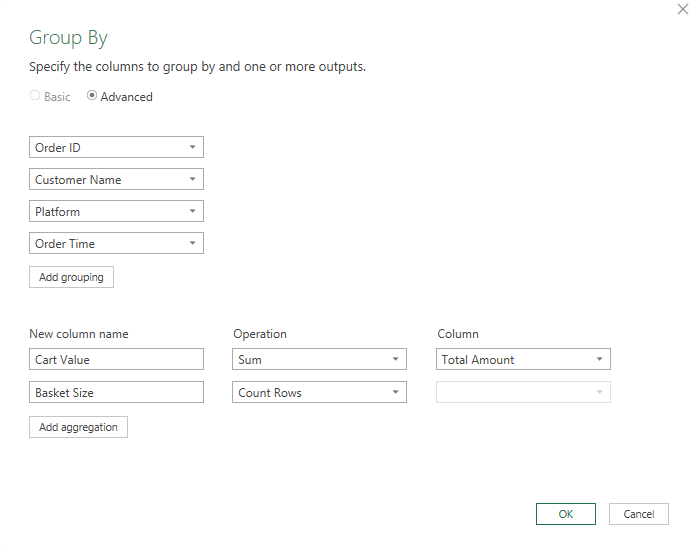 Group By
Specify the columns to group by and one or more outputs.
Basic Advanced
Order ID
Customer Name
Platform
Order Time
Add grouping
New column name Operation Column
Cart Value Sum Total Amount
Basket Size Count Rows
Add aggregation
OK Cancel